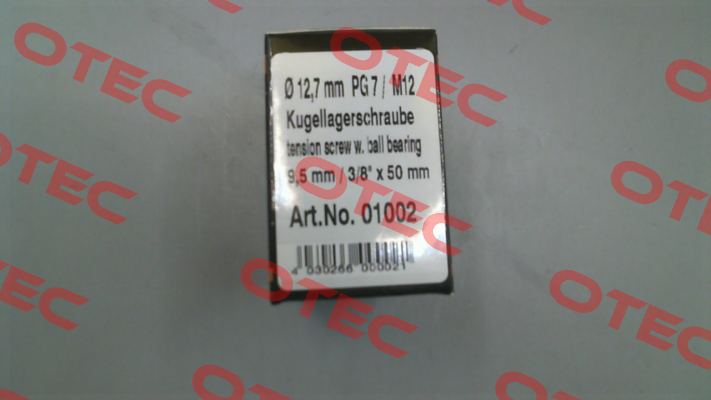 Ø 12,7 mm PG 7 / M12
Kugellagerschraube
tension screw w. ball bearing
9,5 mm / 3/8" x 50 mm
Art.No. 01002
4 030266 000021
OTEC
OTEC
OTEC
OTEC
OTEC
OTEC
OTEC
OTEC
OTEC